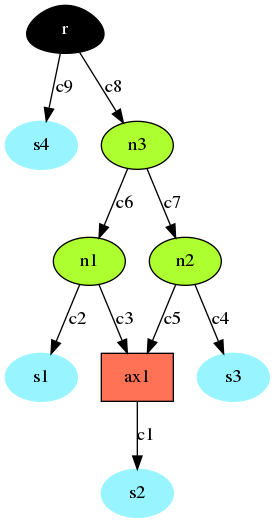 r
c9 c8
s4 n3
c6 c7
n1 n2
c2 c3 c5 c4
s1 ax1 s3
c1
s2